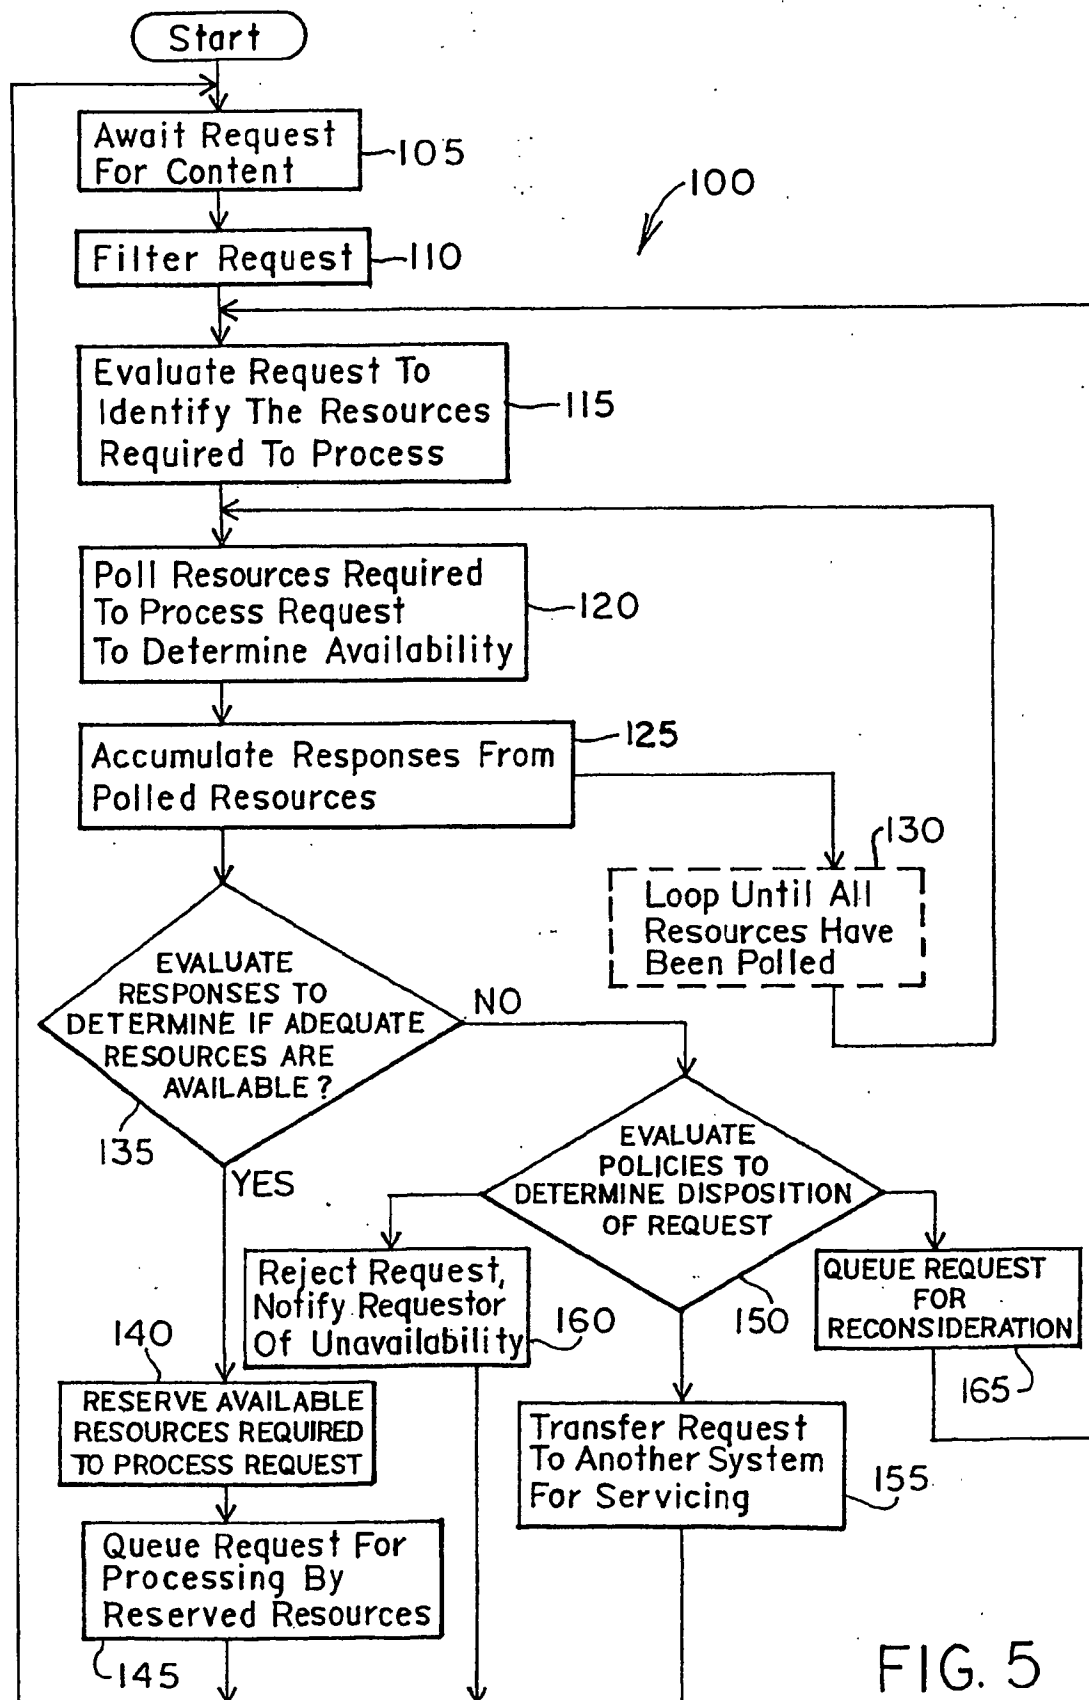 Start
Await Request
For Content
105
100
Filter Request
110
Evaluate Request To
Identify The Resources
Required To Process
115
Poll Resources Required
To Process Request
To Determine Availability
120
Accumulate Responses From
Polled Resources
125
130
Loop Until All
Resources Have
Been Polled
EVALUATE
RESPONSES TO
DETERMINE IF ADEQUATE
RESOURCES ARE
AVAILABLE?
135
NO
YES
EVALUATE
POLICIES TO
DETERMINE DISPOSITION
OF REQUEST
150
Reject Request,
Notify Requestor
Of Unavailability
160
QUEUE REQUEST
FOR
RECONSIDERATION
165
140
RESERVE AVAILABLE
RESOURCES REQUIRED
TO PROCESS REQUEST
Transfer Request
To Another System
For Servicing
155
Queue Request For
Processing By
Reserved Resources
145
FIG. 5